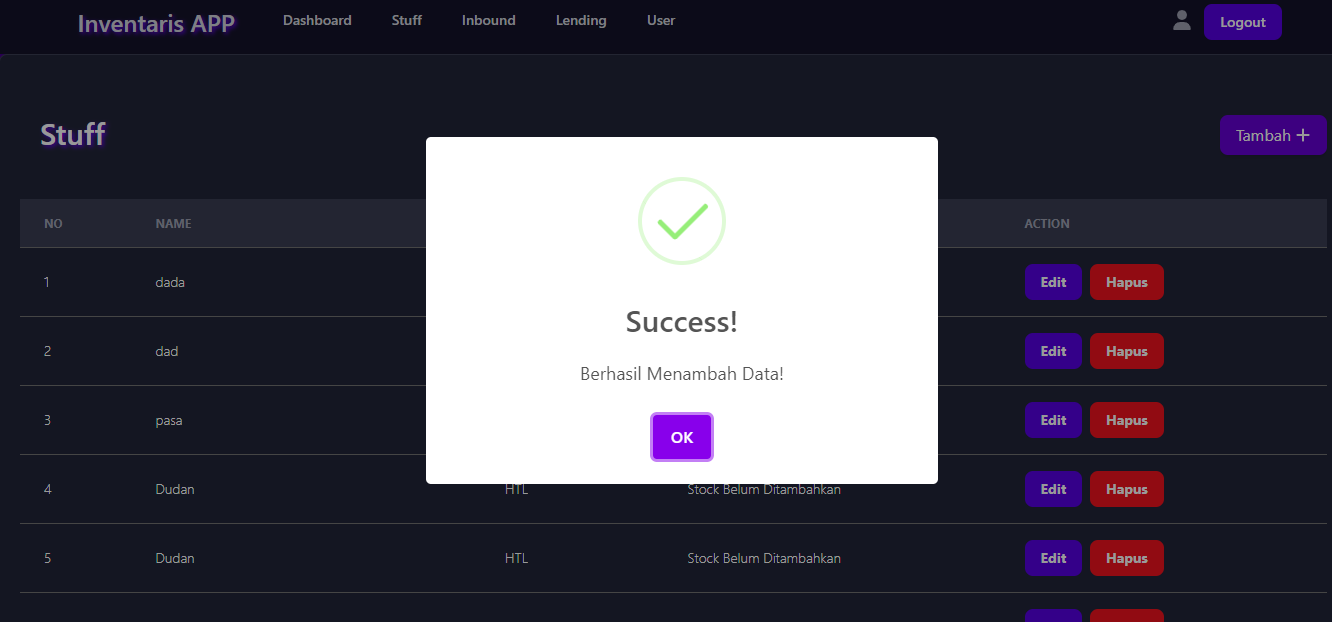 Inventaris APP Dashboard Stuff Inbound Lending User Logout
Stuff Tambah +
NO NAME ACTION
1 dada Edit Hapus
2 dad Edit Hapus
3 pasa Edit Hapus
4 Dudan HTL Stock Belum Ditambahkan Edit Hapus
5 Dudan HTL Stock Belum Ditambahkan Edit Hapus
Success!
Berhasil Menambah Data!
OK